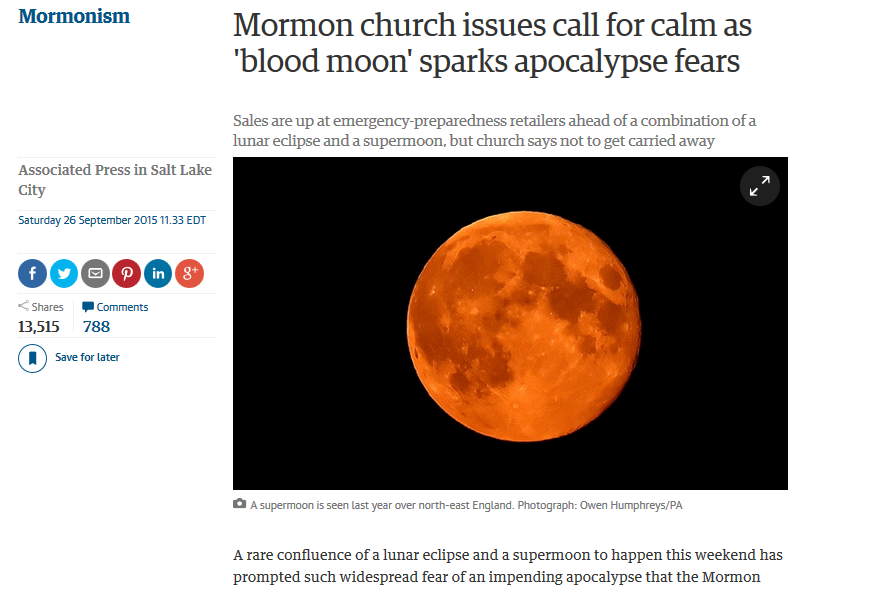 Mormonism
Mormon church issues call for calm as
'blood moon' sparks apocalypse fears
Sales are up at emergency-preparedness retailers ahead of a combination of a
lunar eclipse and a supermoon, but church says not to get carried away
Associated Press in Salt Lake
City
Saturday 26 September 2015 11.33 EDT
f
in
g+
Shares
13,515
Comments
788
Save for later
A supermoon is seen last year over north-east England. Photograph: Owen Humphreys/PA
A rare confluence of a lunar eclipse and a supermoon to happen this weekend has
prompted such widespread fear of an impending apocalypse that the Mormon